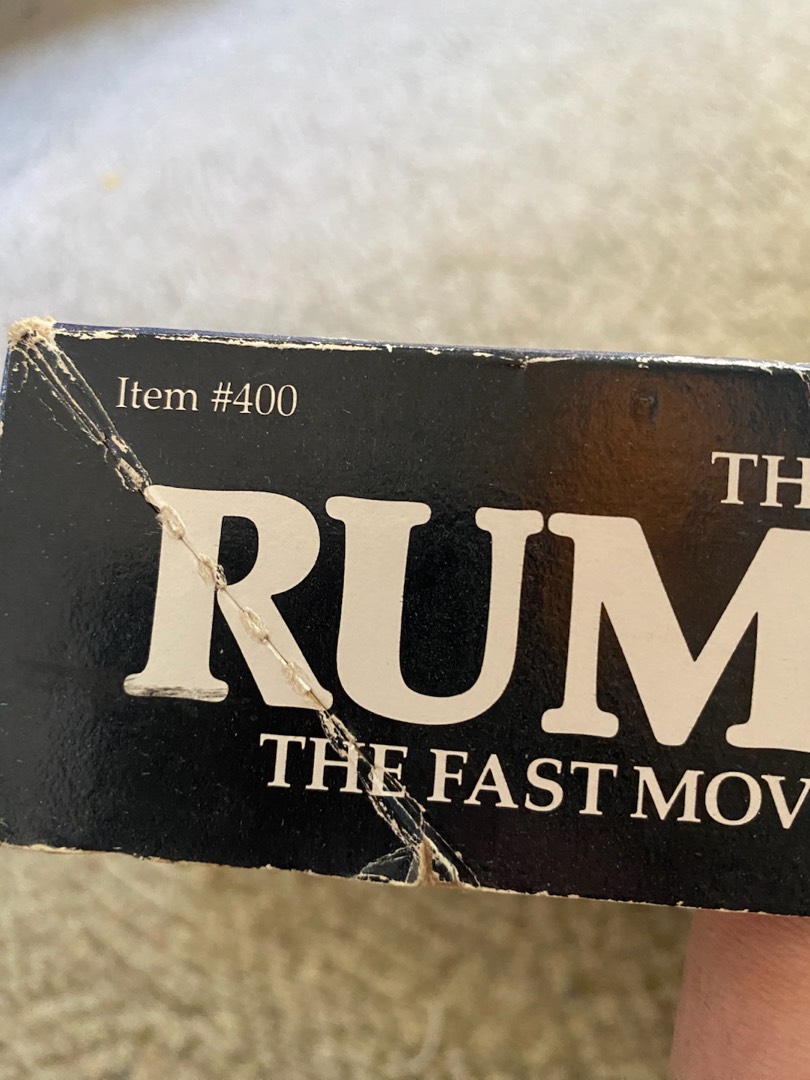 Item #400
TH
RUM
THE FAST MOV